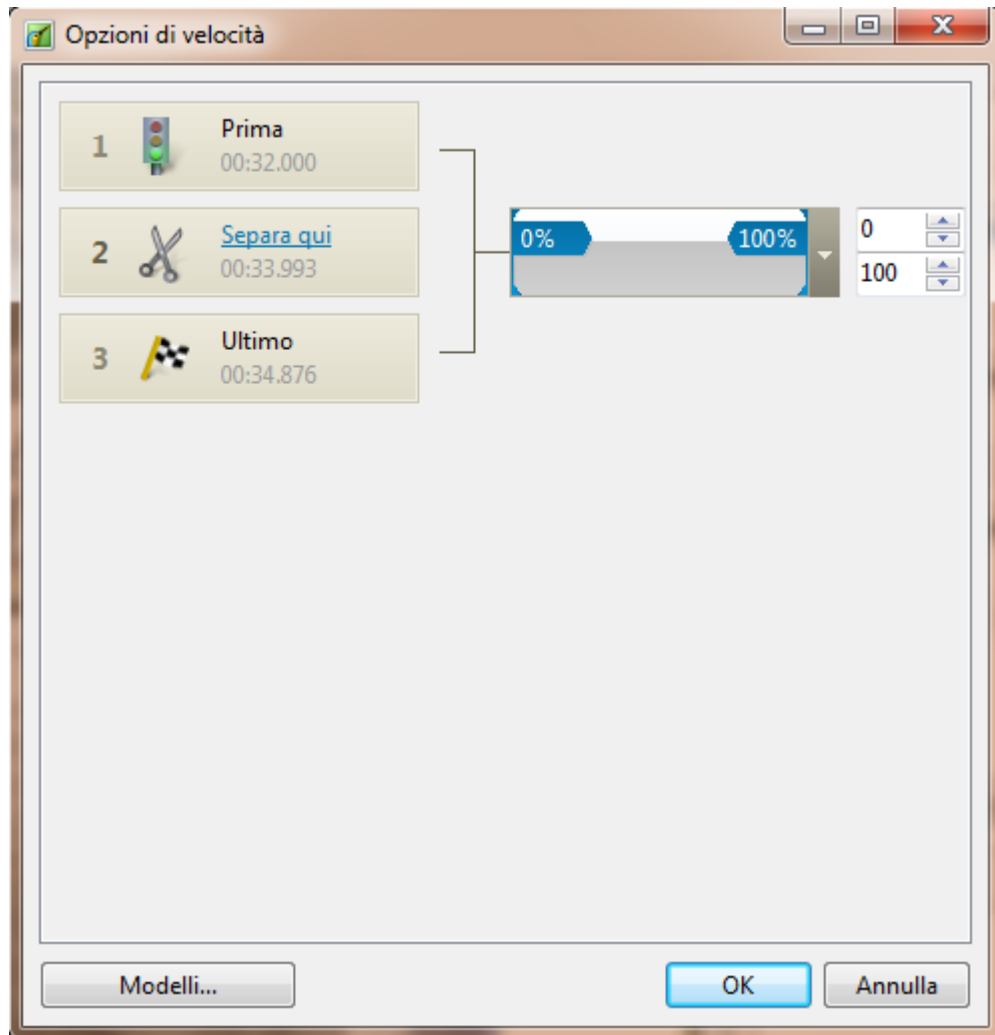 Opzioni di velocità
1 Prima
00:32.000
2 Separa qui
00:33.993
3 Ultimo
00:34.876
0% 100%
0
100
Modelli... OK Annulla